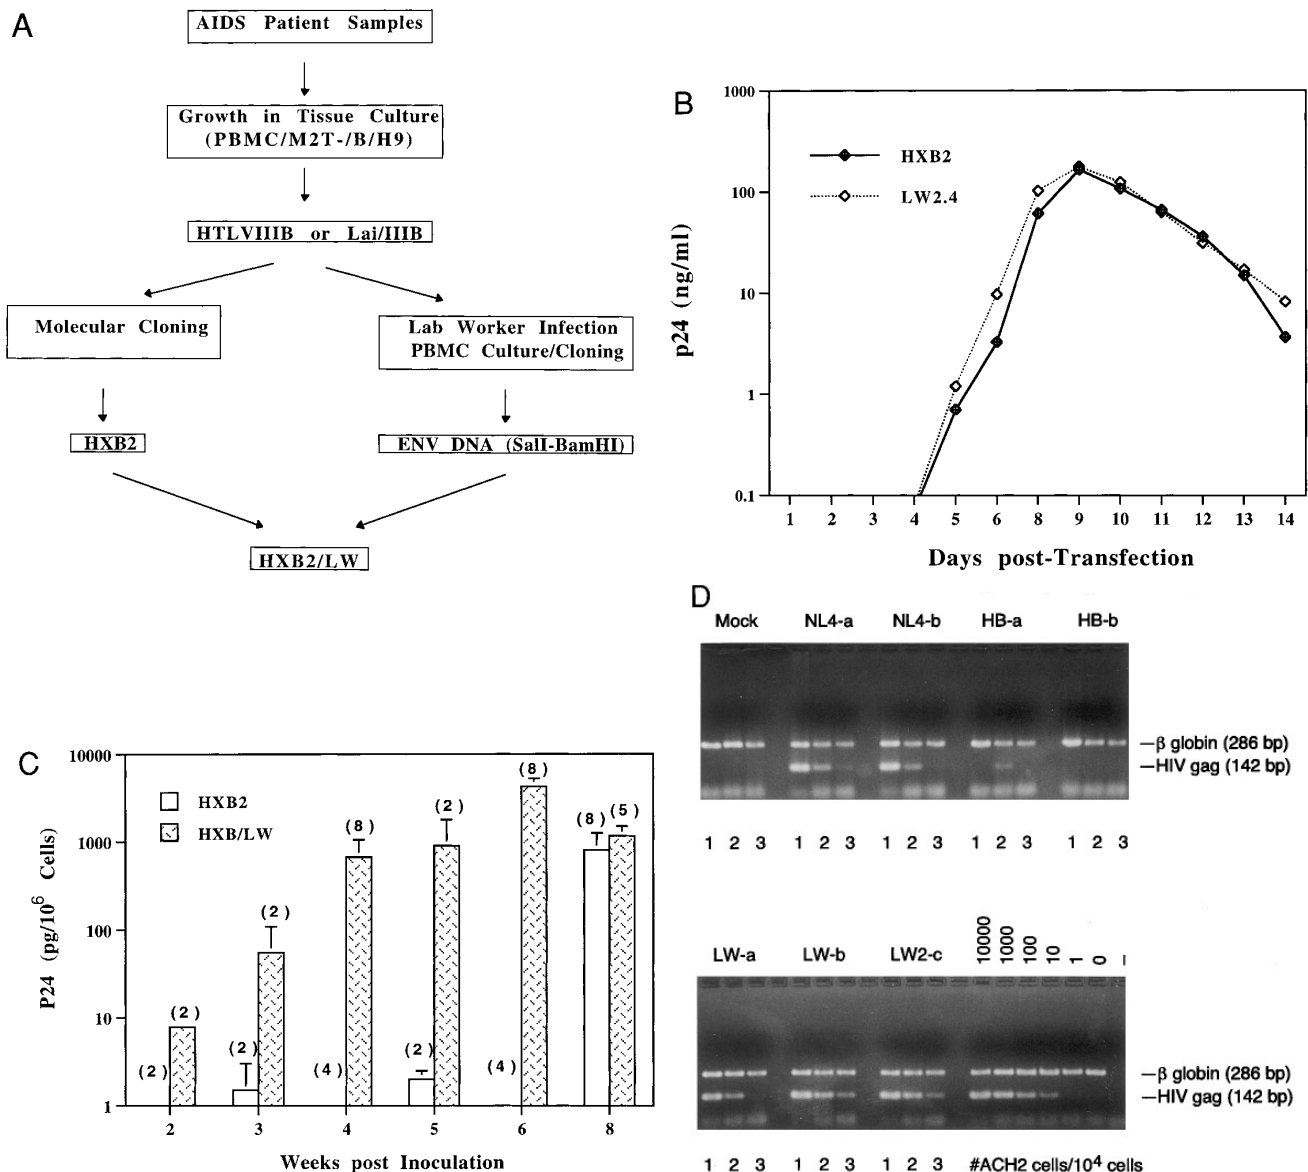 A
AIDS Patient Samples
Growth in Tissue Culture
(PBMC/M2T-/B/H9)
HTLVIIIB or Lai/IIIB
Molecular Cloning
Lab Worker Infection
PBMC Culture/Cloning
HXB2
ENV DNA (SalI-BamHI)
HXB2/LW
B
1000
100
10
1
0.1
p24 (ng/ml)
HXB2
LW2.4
1 2 3 4 5 6 8 9 10 11 12 13 14
Days post-Transfection
C
10000
1000
100
10
1
P24 (pg/10⁶ Cells)
HXB2
HXB/LW
(2) (2) (2) (2) (4) (8) (2) (2) (4) (8) (8) (5)
2 3 4 5 6 8
Weeks post Inoculation
D
Mock NL4-a NL4-b HB-a HB-b
–β globin (286 bp)
–HIV gag (142 bp)
1 2 3 1 2 3 1 2 3 1 2 3 1 2 3
LW-a LW-b LW2-c 10000 1000 100 10 1 0 –
–β globin (286 bp)
–HIV gag (142 bp)
1 2 3 1 2 3 1 2 3 #ACH2 cells/10⁴ cells